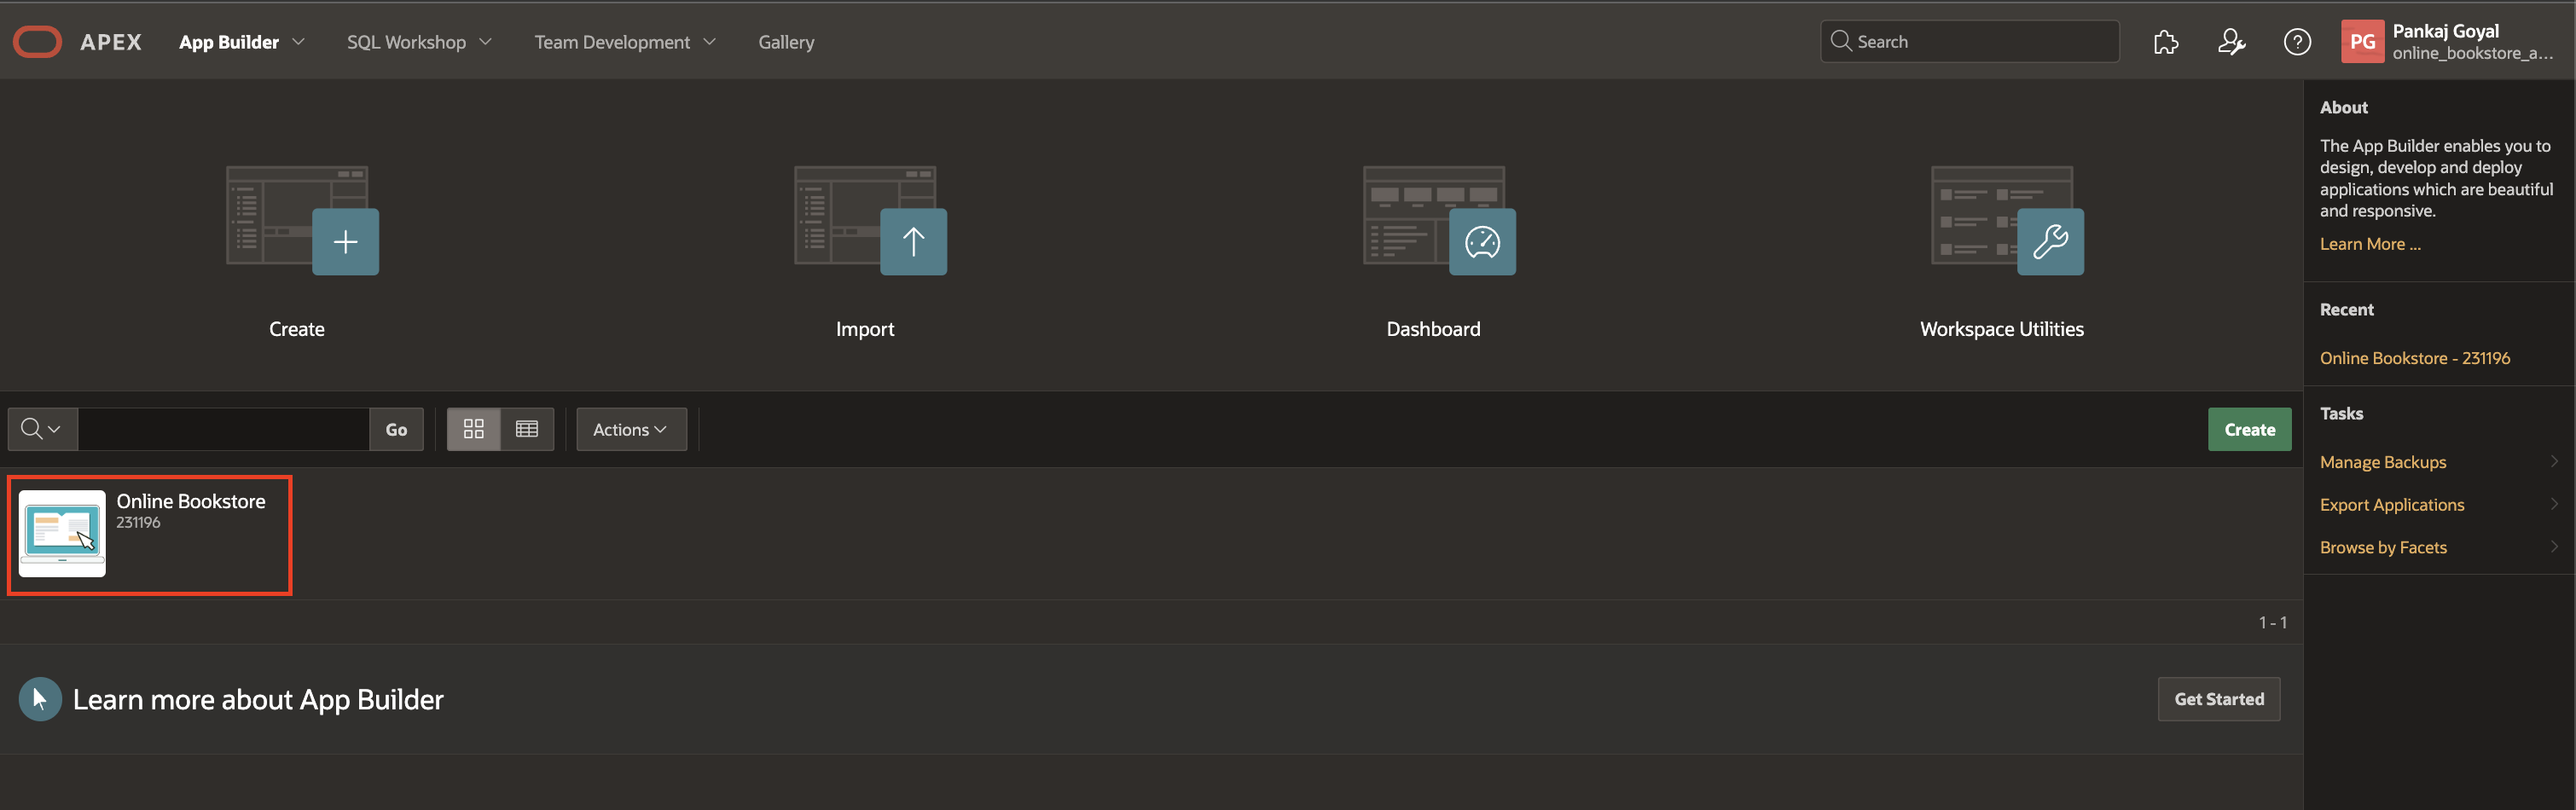 APEX App Builder SQL Workshop Team Development Gallery Search PG Pankaj Goyal
online_bookstore_a...
Create Import Dashboard Workspace Utilities
Go Actions Create
Online Bookstore
231196
1 - 1
Learn more about App Builder Get Started
About
The App Builder enables you to
design, develop and deploy
applications which are beautiful
and responsive.
Learn More ...
Recent
Online Bookstore - 231196
Tasks
Manage Backups
Export Applications
Browse by Facets